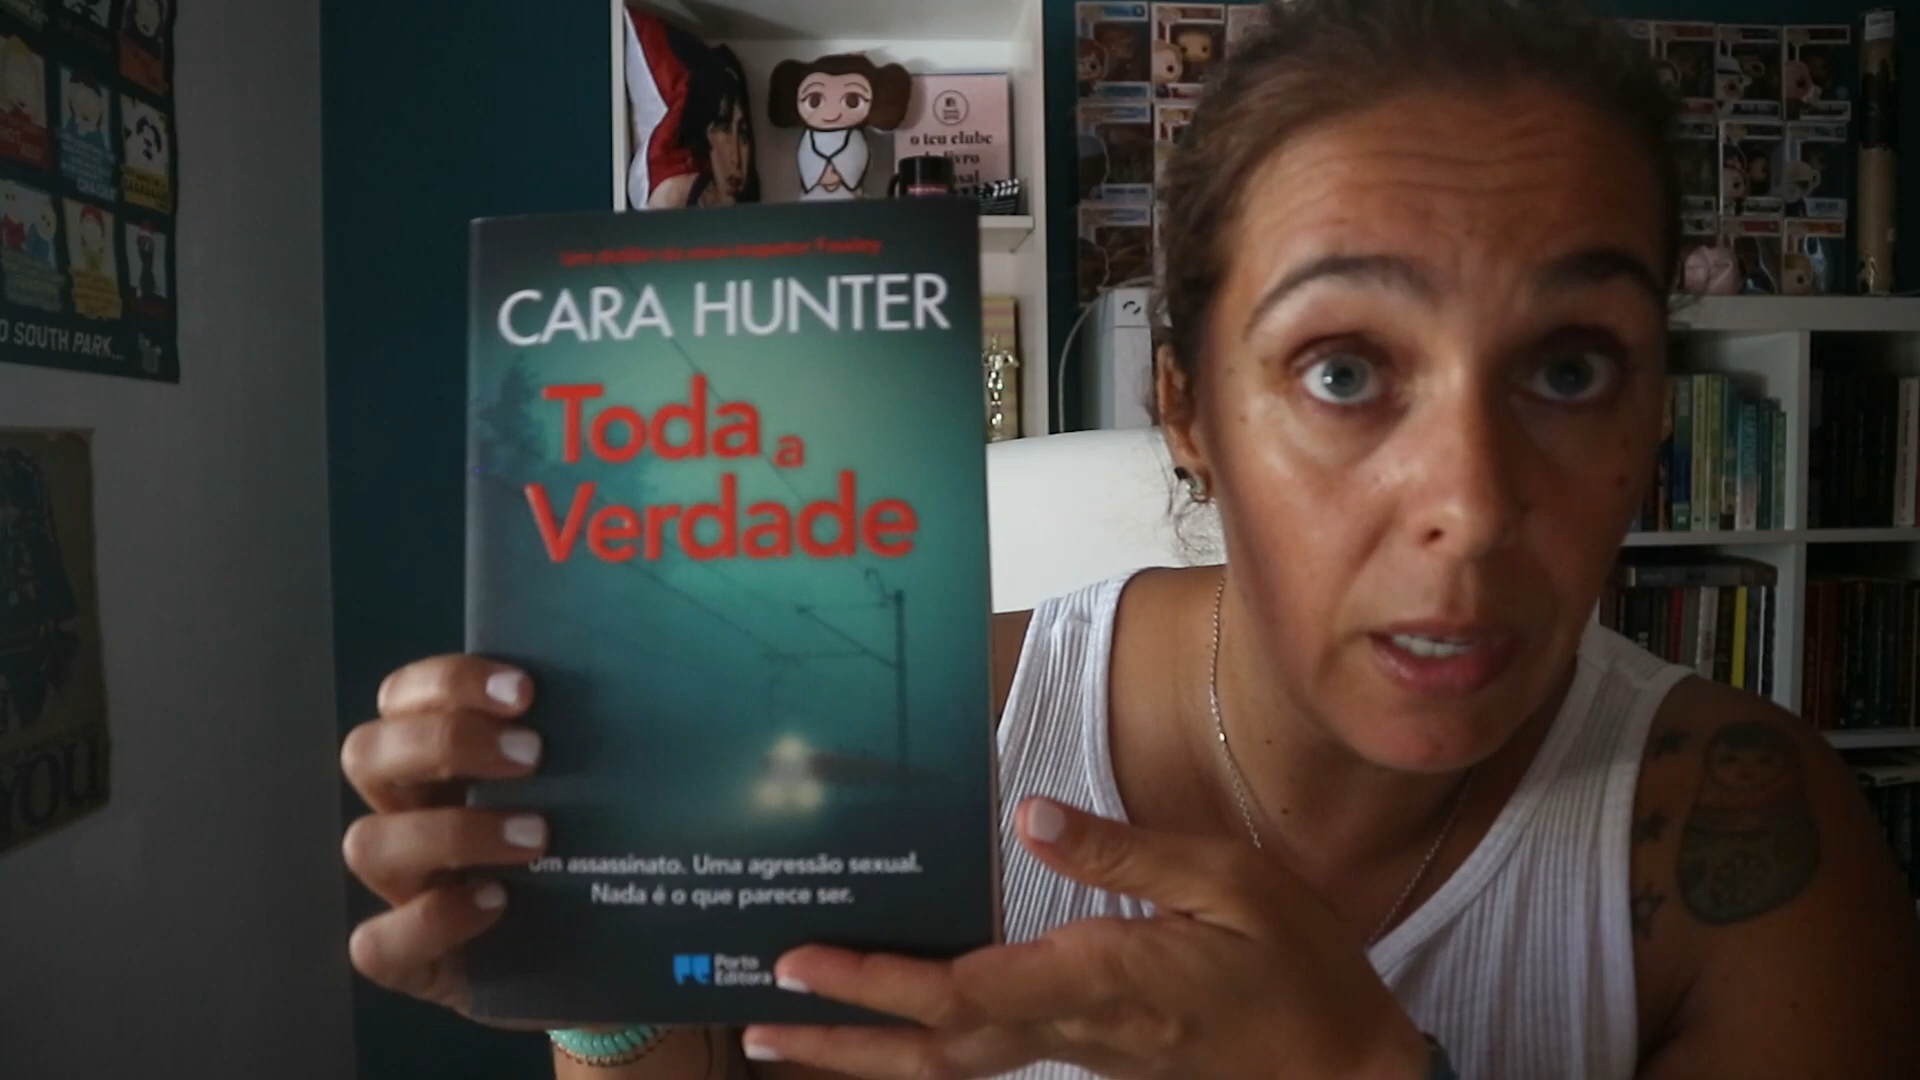 O SOUTH PARK...
YOU
o teu clube
CARA HUNTER
Toda a
Verdade
Um assassinato. Uma agressão sexual.
Nada é o que parece ser.
Porto
Editora